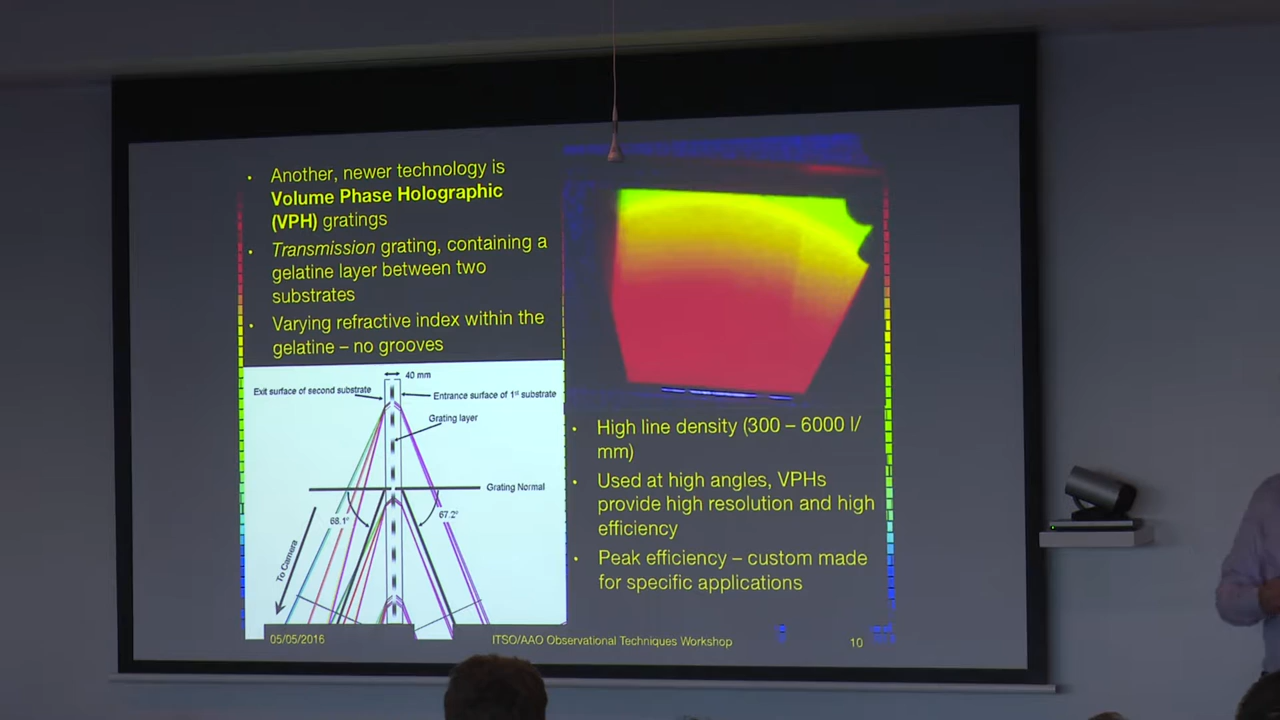 Another, newer technology is
Volume Phase Holographic
(VPH) gratings
Transmission grating, containing a
gelatine layer between two
substrates
Varying refractive index within the
gelatine – no grooves
40 mm
Exit surface of second substrate
Entrance surface of 1st substrate
Grating layer
Grating Normal
68.1°
67.2°
To Camera
High line density (300 – 6000 l/
mm)
Used at high angles, VPHs
provide high resolution and high
efficiency
Peak efficiency – custom made
for specific applications
05/05/2016
ITSO/AAO Observational Techniques Workshop
10